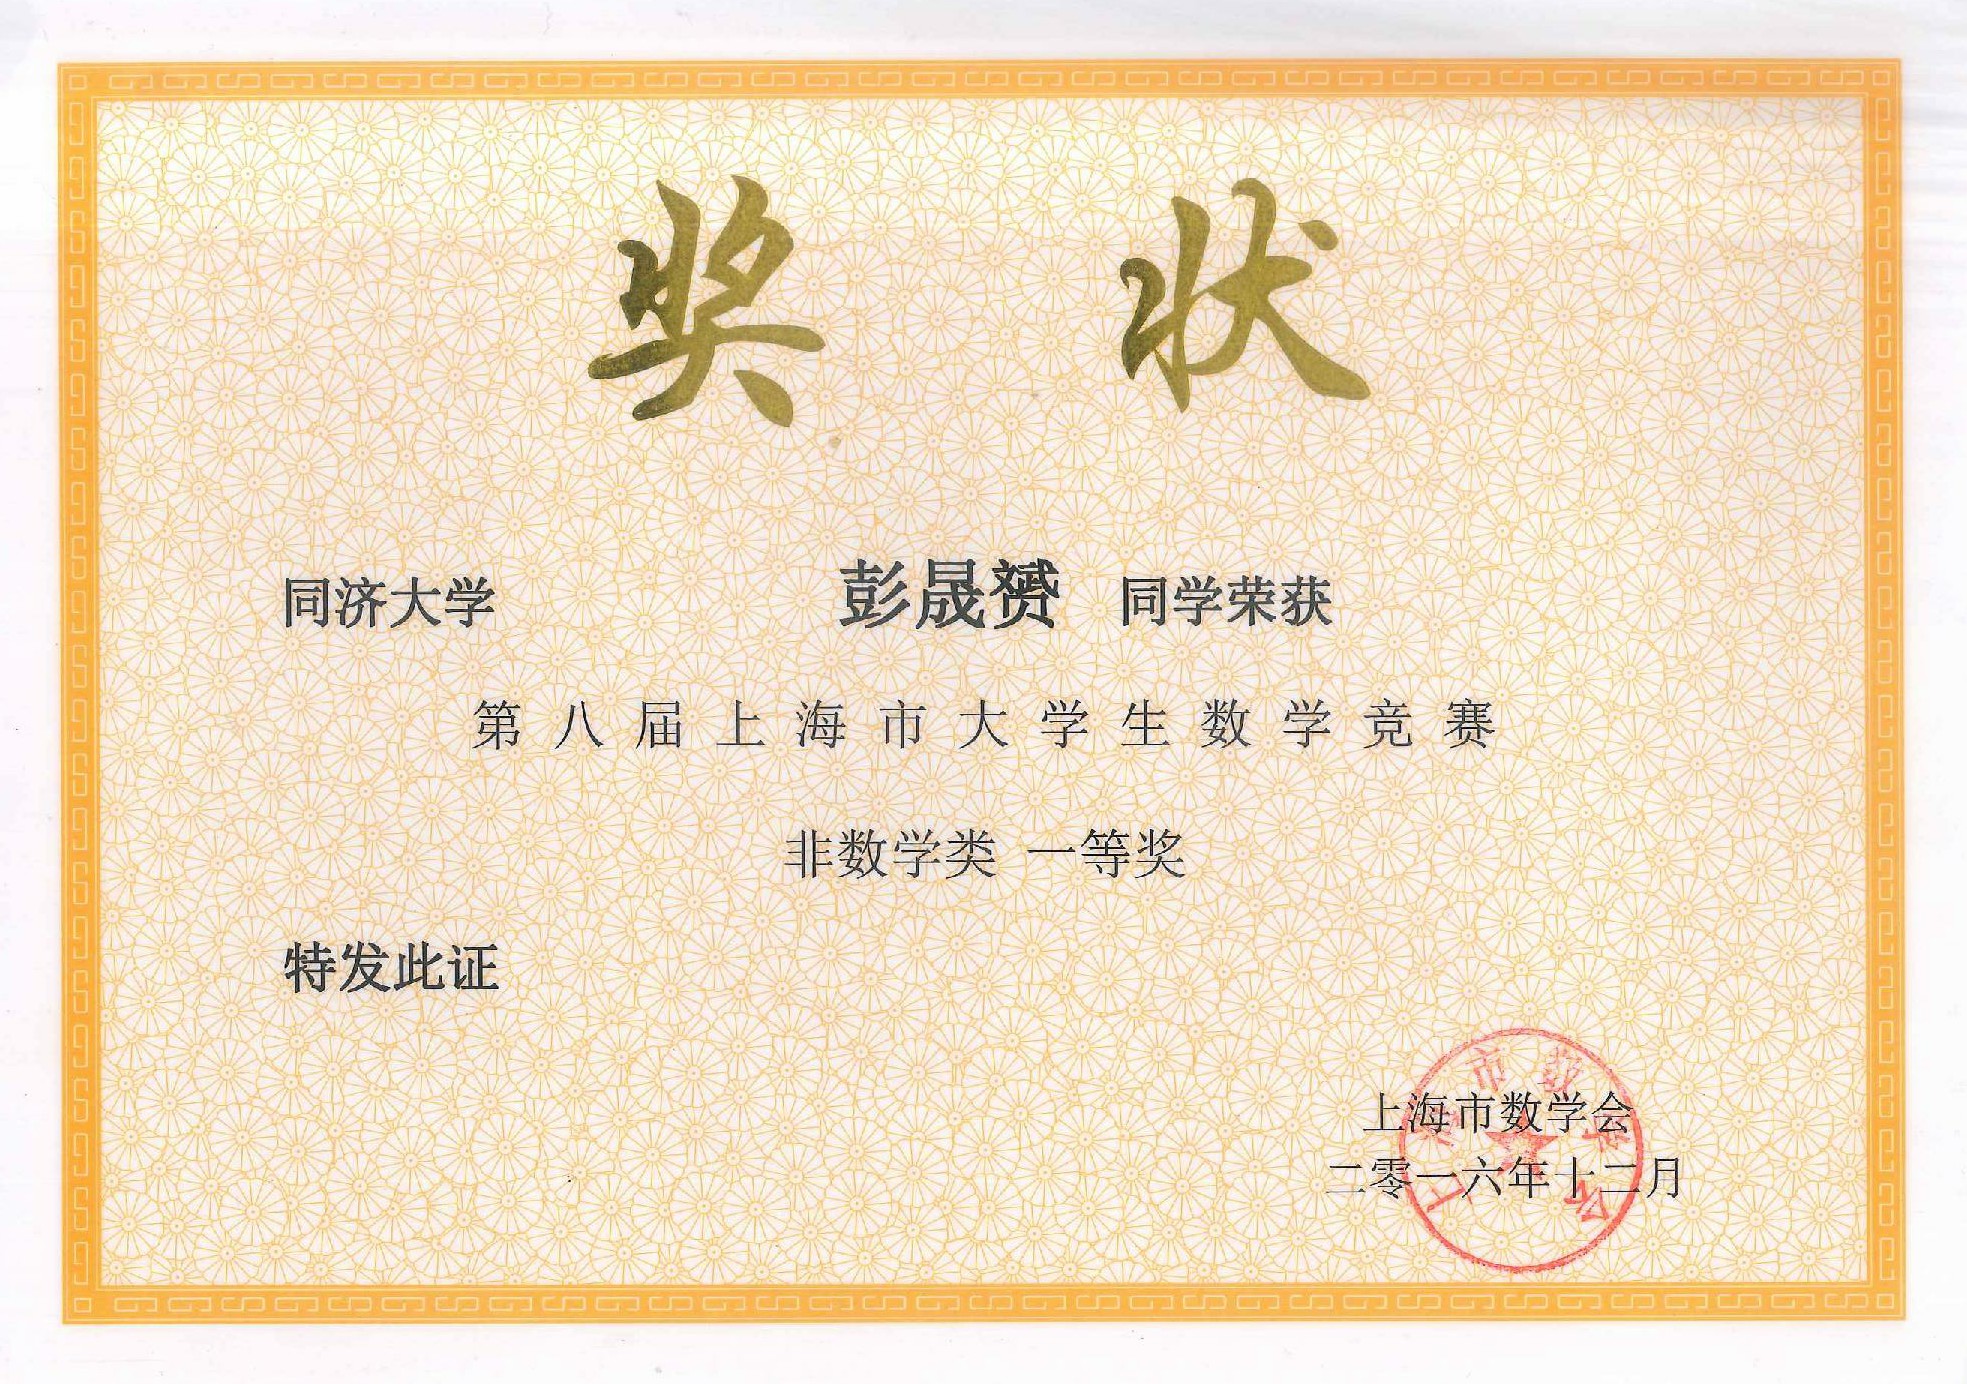 奖状
同济大学 彭晟赟 同学荣获
第八届上海市大学生数学竞赛
非数学类 一等奖
特发此证
上海市数学会
二零一六年十二月
上海市数学会